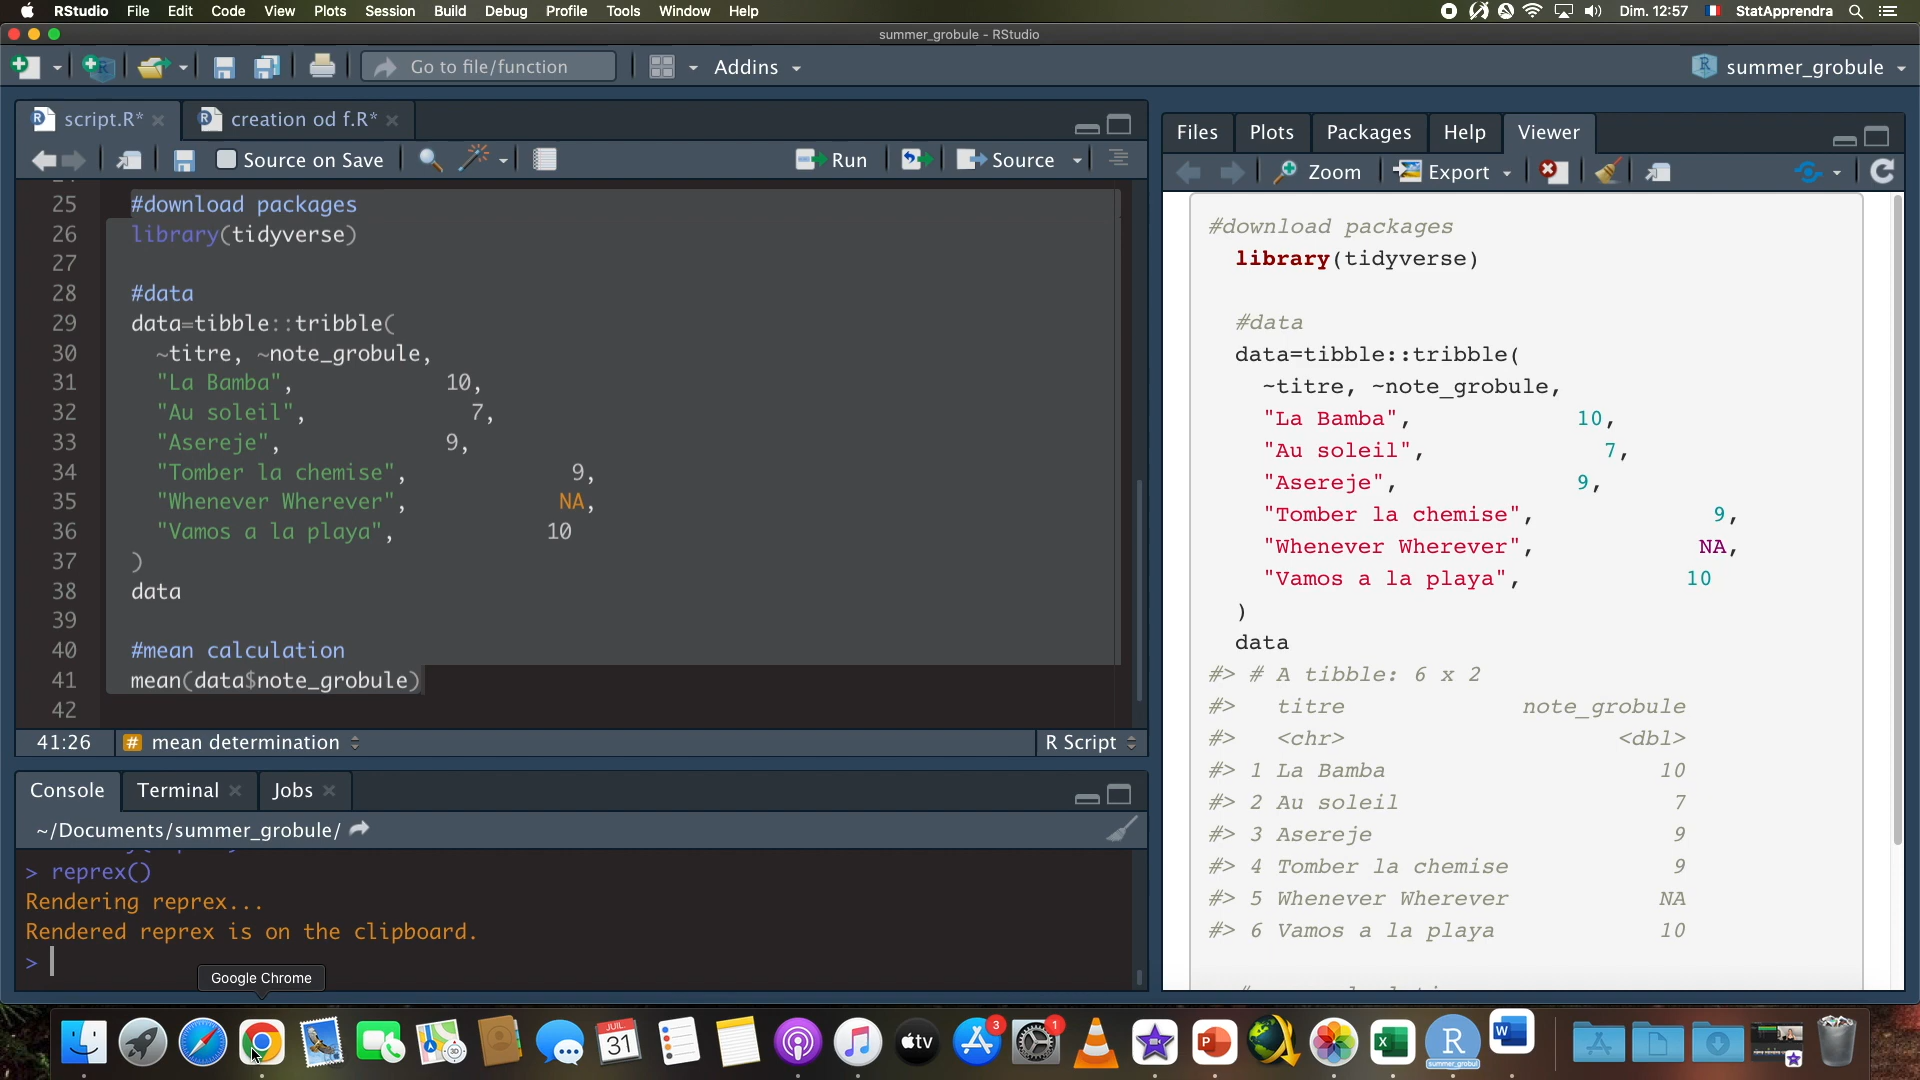 RStudio File Edit Code View Plots Session Build Debug Profile Tools Window Help Dim. 12:57 StatApprendra
summer_grobule - RStudio
Go to file/function Addins summer_grobule
script.R* creation od f.R*
Source on Save Run Source
25 #download packages
26 library(tidyverse)
27
28 #data
29 data=tibble::tribble(
30 ~titre, ~note_grobule,
31 "La Bamba", 10,
32 "Au soleil", 7,
33 "Asereje", 9,
34 "Tomber la chemise", 9,
35 "Whenever Wherever", NA,
36 "Vamos a la playa", 10
37 )
38 data
39
40 #mean calculation
41 mean(data$note_grobule)
42
41:26 # mean determination R Script
Console Terminal Jobs
~/Documents/summer_grobule/
> reprex()
Rendering reprex...
Rendered reprex is on the clipboard.
>
Google Chrome
Files Plots Packages Help Viewer
Zoom Export
#download packages
library(tidyverse)
#data
data=tibble::tribble(
~titre, ~note_grobule,
"La Bamba", 10,
"Au soleil", 7,
"Asereje", 9,
"Tomber la chemise", 9,
"Whenever Wherever", NA,
"Vamos a la playa", 10
)
data
#> # A tibble: 6 x 2
#> titre note_grobule
#> <chr> <dbl>
#> 1 La Bamba 10
#> 2 Au soleil 7
#> 3 Asereje 9
#> 4 Tomber la chemise 9
#> 5 Whenever Wherever NA
#> 6 Vamos a la playa 10
3D
JUIL.
31
tv
3
1
P
X
R
summer_grobul
W